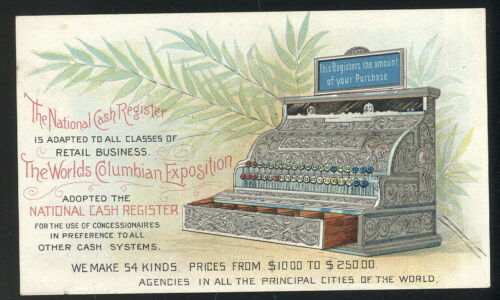 The National Cash Register
IS ADAPTED TO ALL CLASSES OF
RETAIL BUSINESS.
The Worlds Columbian Exposition
ADOPTED THE
NATIONAL CASH REGISTER
FOR THE USE OF CONCESSIONAIRES
IN PREFERENCE TO ALL
OTHER CASH SYSTEMS.
This Registers the amount
of your Purchase
WE MAKE 54 KINDS. PRICES FROM $10 00 TO $250.00.
AGENCIES IN ALL THE PRINCIPAL CITIES OF THE WORLD.